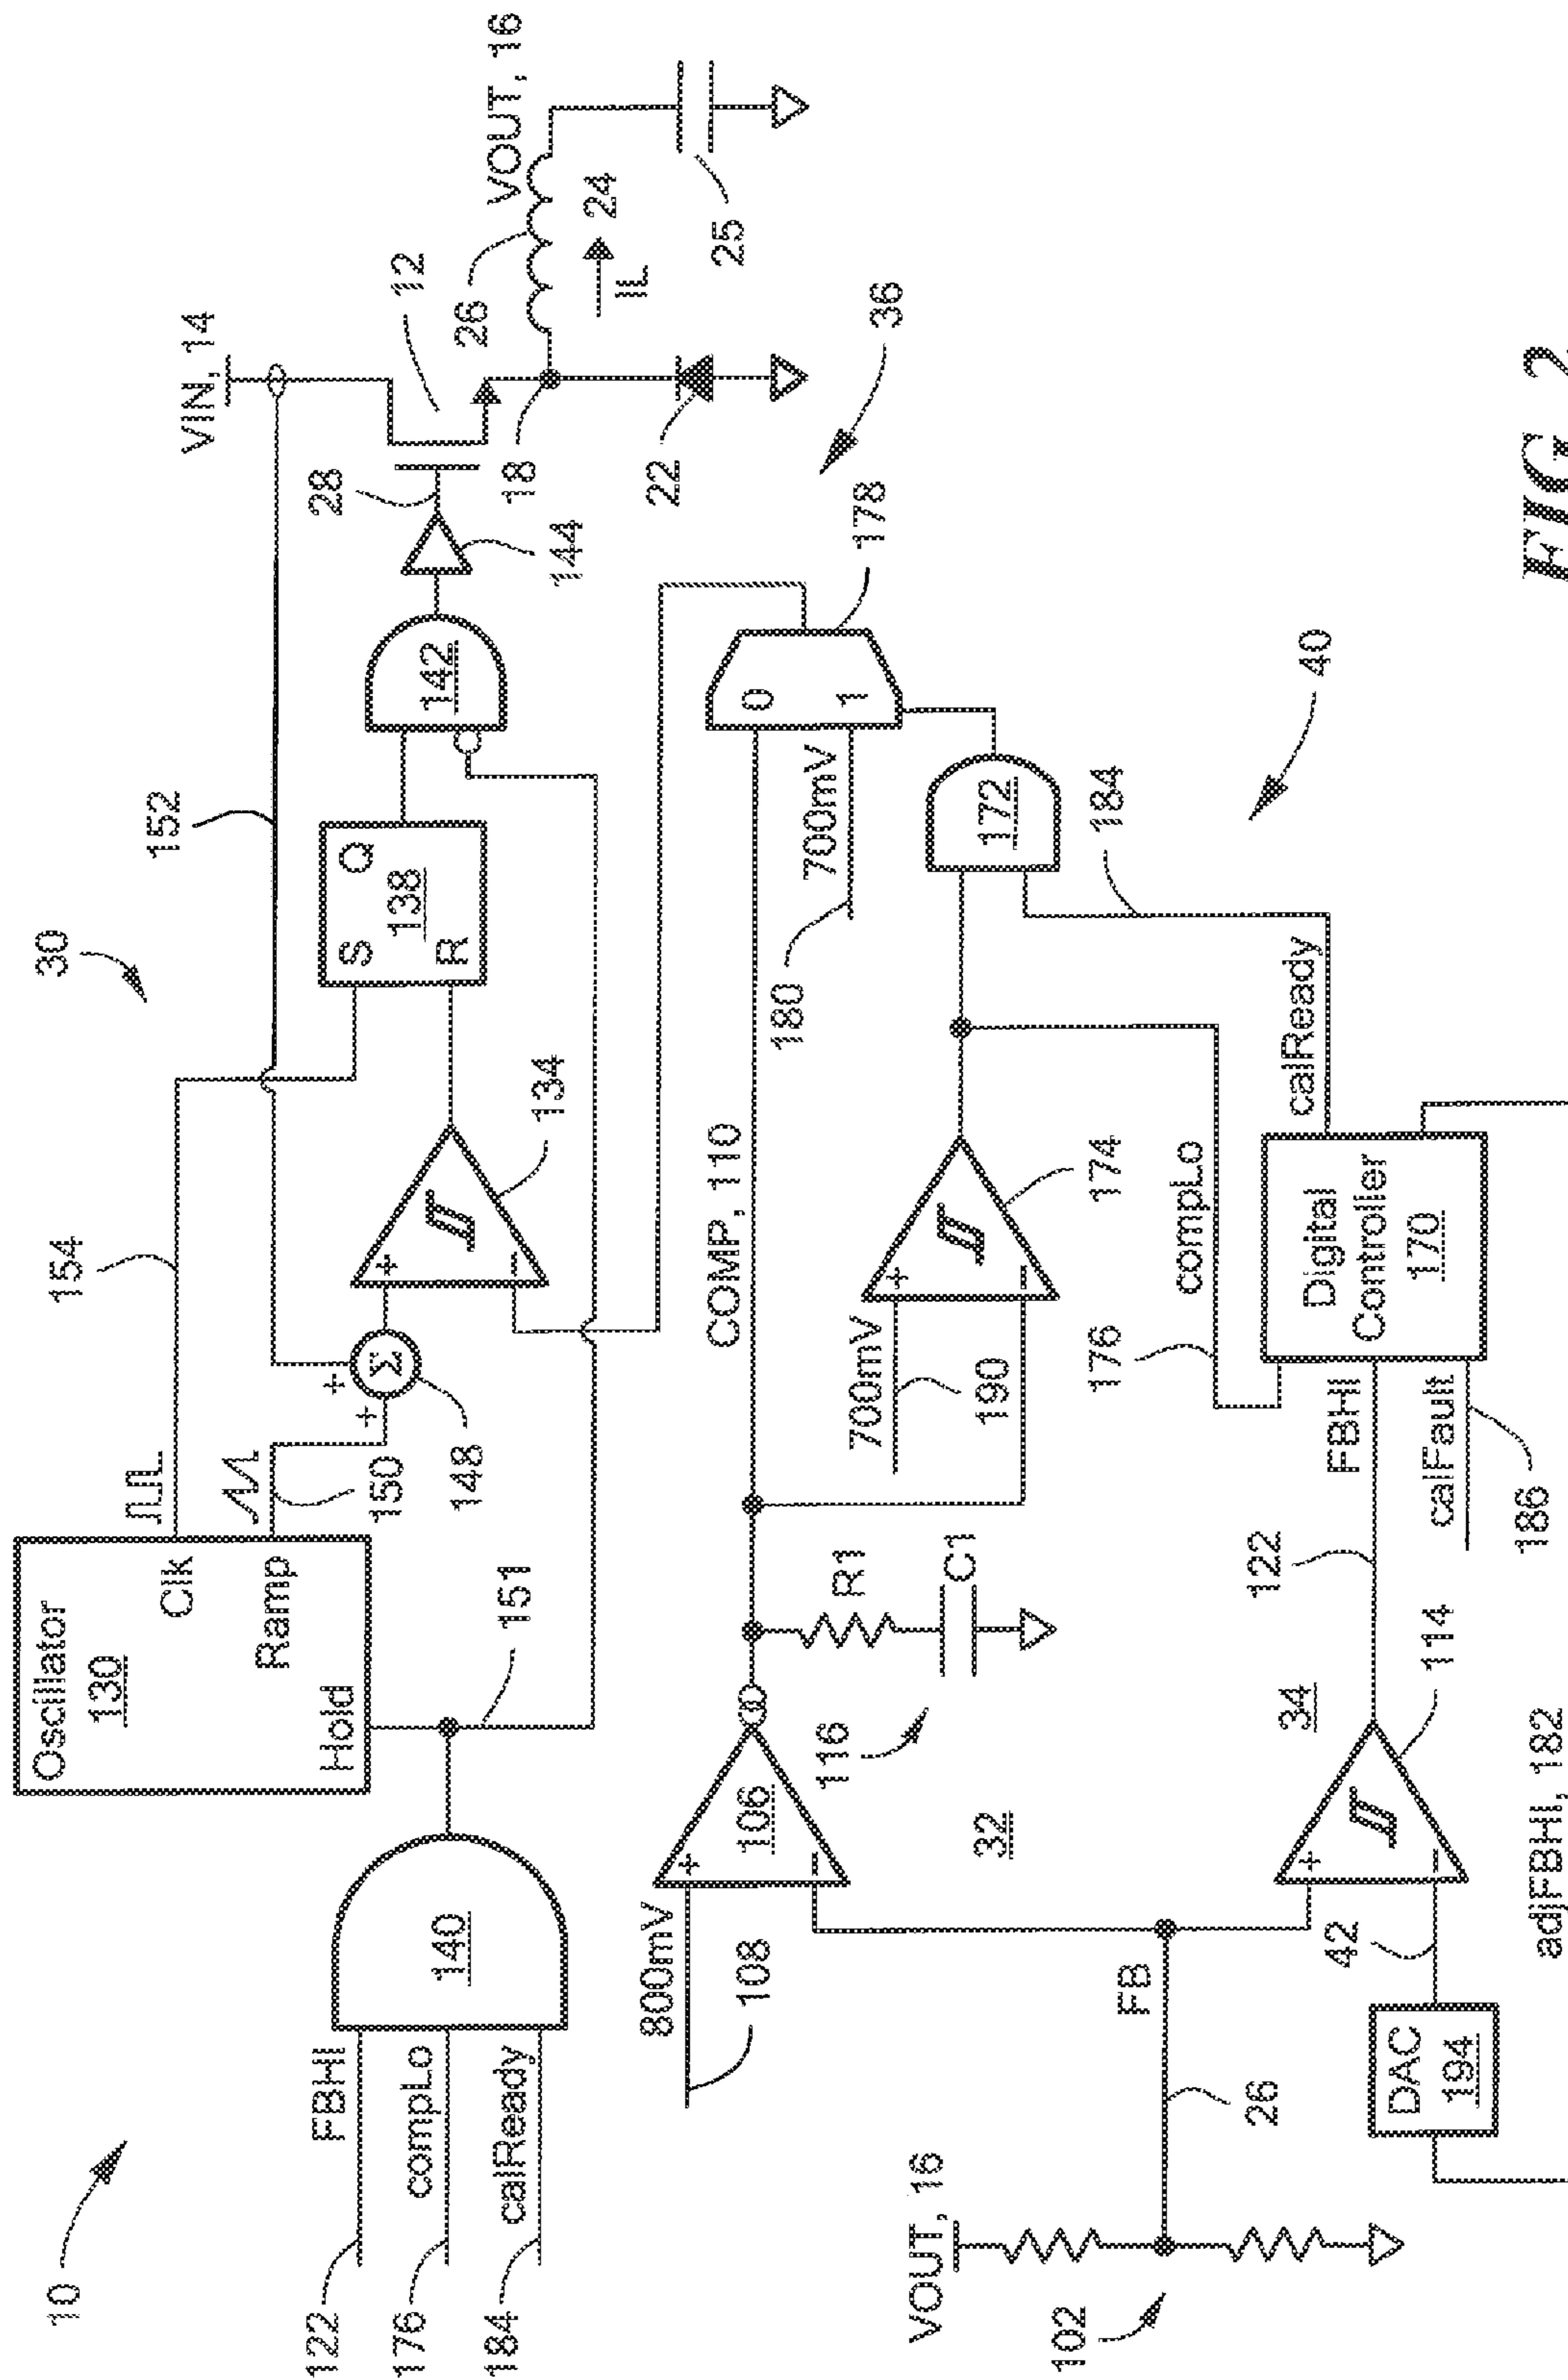 10
30
Oscillator
130
Clk
Ramp
Hold
154
152
VIN, 14
150
148
+
+
Σ
151
FBHI
compLo
calReady
122
176
184
140
+
−
134
S
Q
R
138
142
144
28
12
18
22
26
VOUT, 16
IL
24
25
36
800mV
108
+
−
106
32
116
R1
C1
COMP, 110
700mV
190
+
−
174
700mV
180
0
1
178
172
184
40
compLo
176
calReady
VOUT, 16
102
FB
26
DAC
194
42
+
−
34
114
122
FBHI
calFault
186
Digital
Controller
170
adjFBHI, 182
FIG. 2